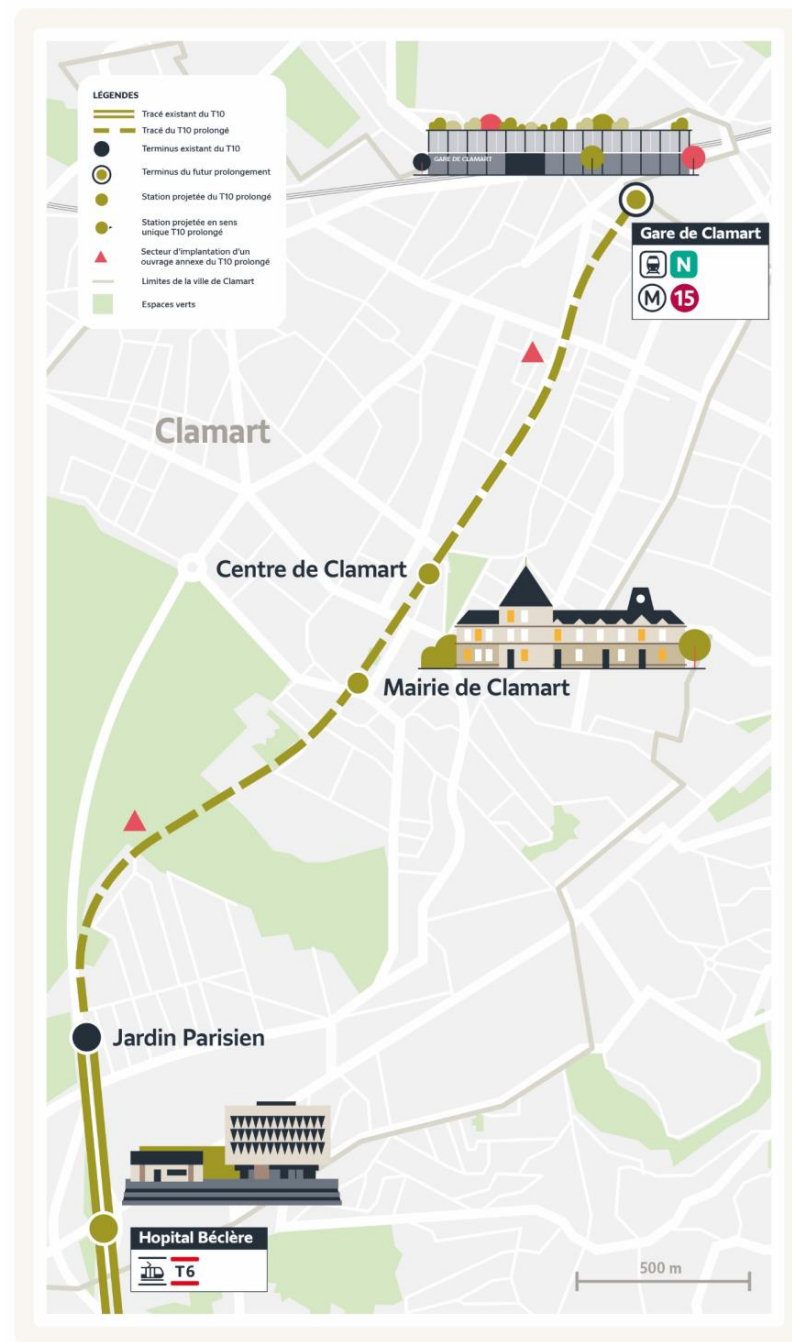 LÉGENDES
Tracé existant du T10
Tracé du T10 prolongé
Terminus existant du T10
Terminus du futur prolongement
Station projetée du T10 prolongé
Station projetée en sens
unique T10 prolongé
Secteur d'implantation d'un
ouvrage annexe du T10 prolongé
Limites de la ville de Clamart
Espaces verts
GARE DE CLAMART
Gare de Clamart
N
M 15
Clamart
Centre de Clamart
Mairie de Clamart
Jardin Parisien
Hopital Béclère
T6
500 m